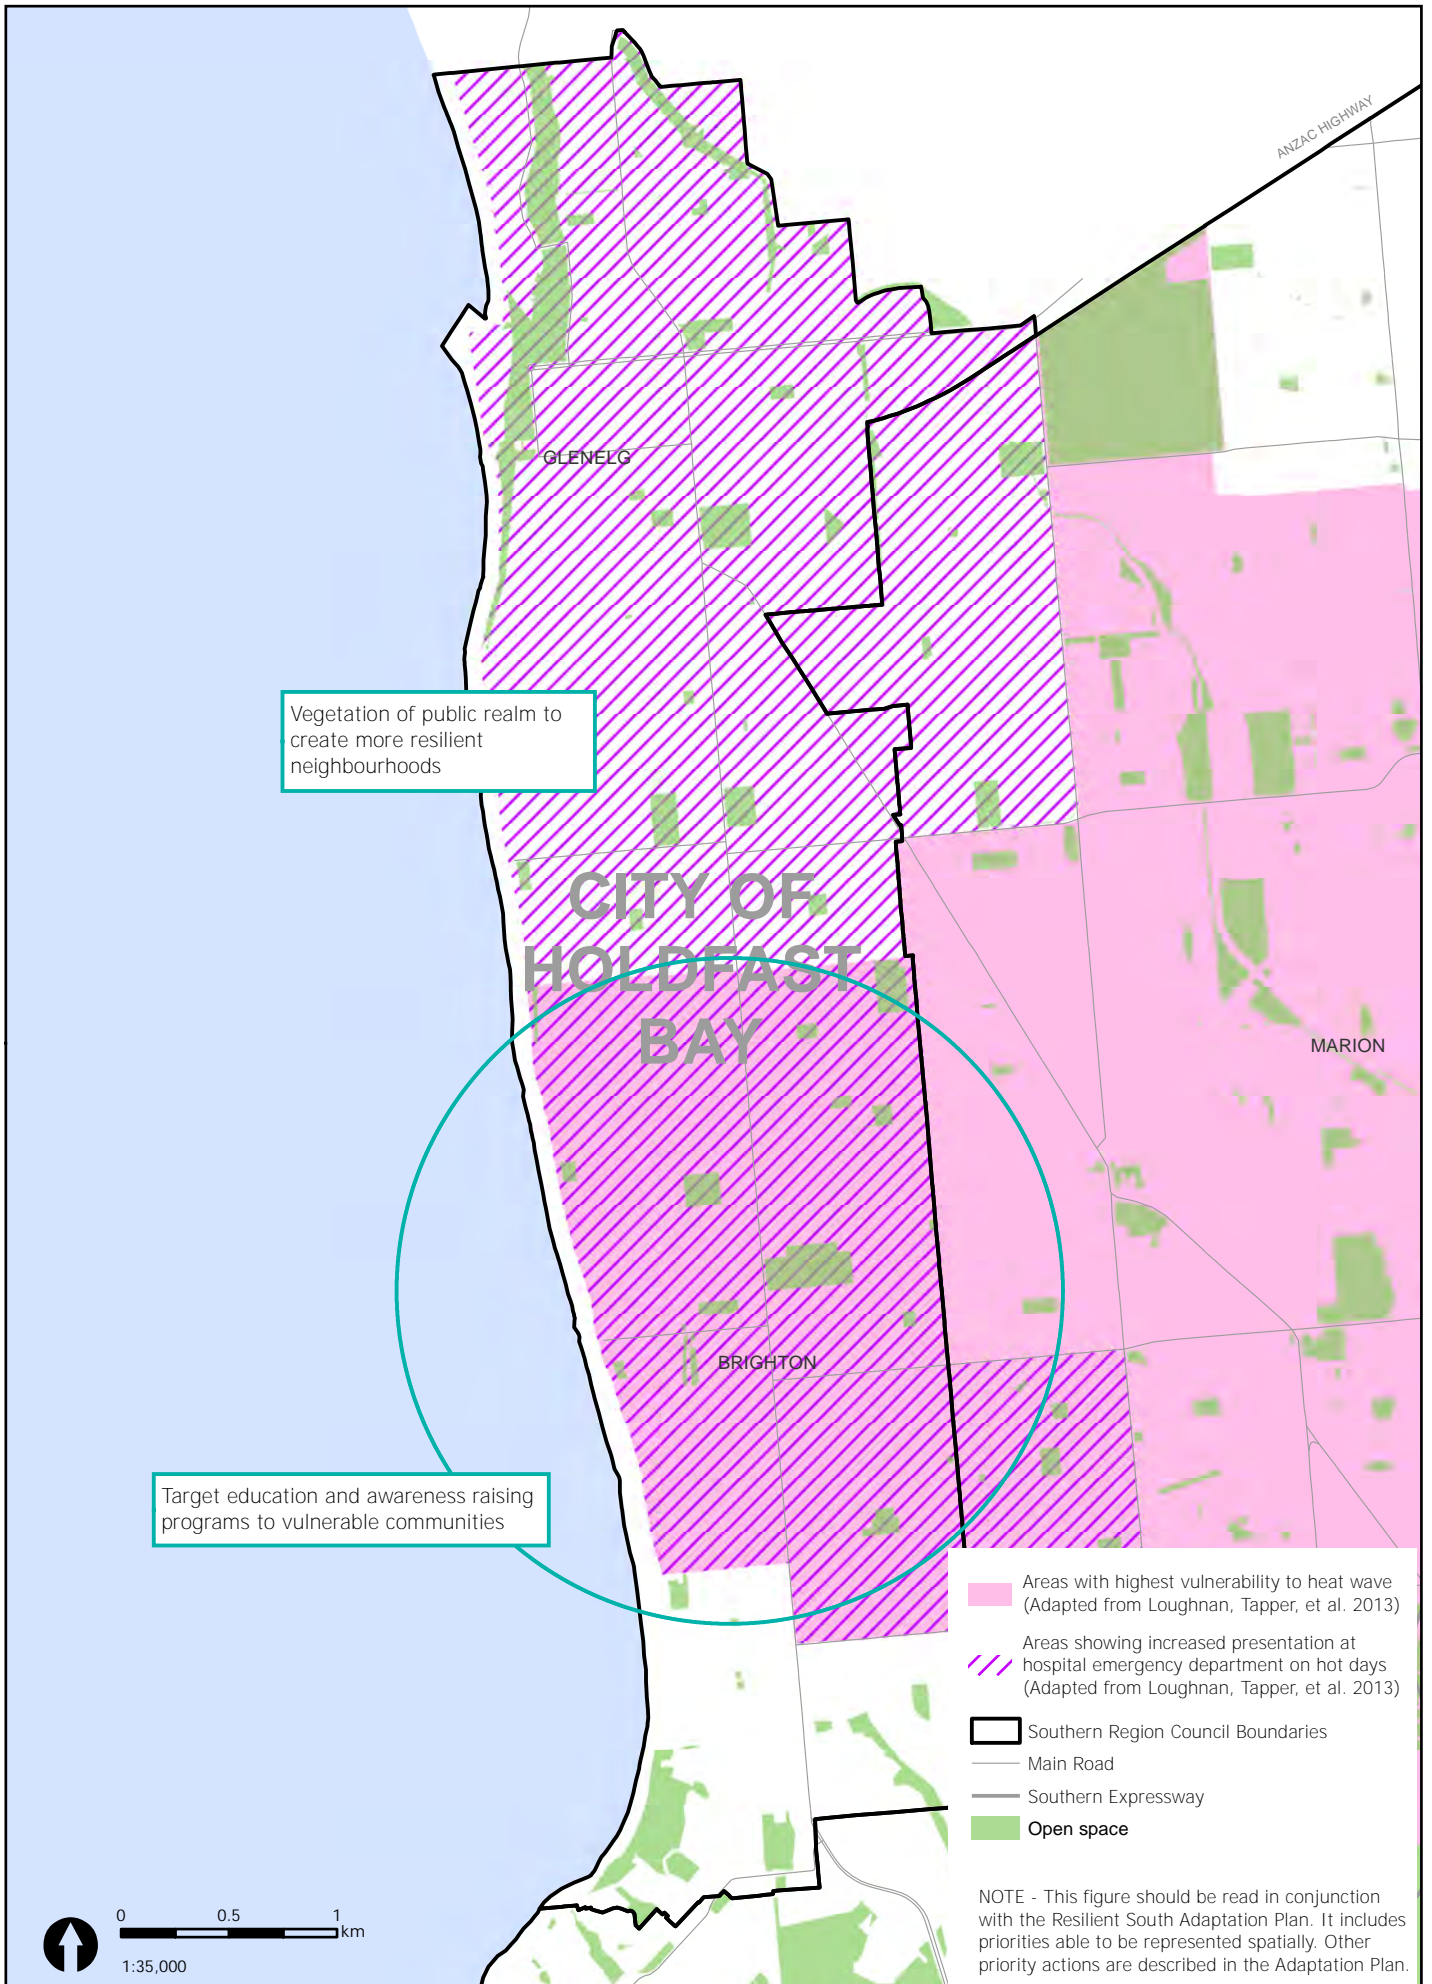 ANZAC HIGHWAY
GLENELG
Vegetation of public realm to
create more resilient
neighbourhoods
CITY OF
HOLDFAST
BAY
MARION
BRIGHTON
Target education and awareness raising
programs to vulnerable communities
Areas with highest vulnerability to heat wave
(Adapted from Loughnan, Tapper, et al. 2013)
Areas showing increased presentation at
hospital emergency department on hot days
(Adapted from Loughnan, Tapper, et al. 2013)
Southern Region Council Boundaries
Main Road
Southern Expressway
Open space
NOTE - This figure should be read in conjunction
with the Resilient South Adaptation Plan. It includes
priorities able to be represented spatially. Other
priority actions are described in the Adaptation Plan.
0 0.5 1
km
1:35,000